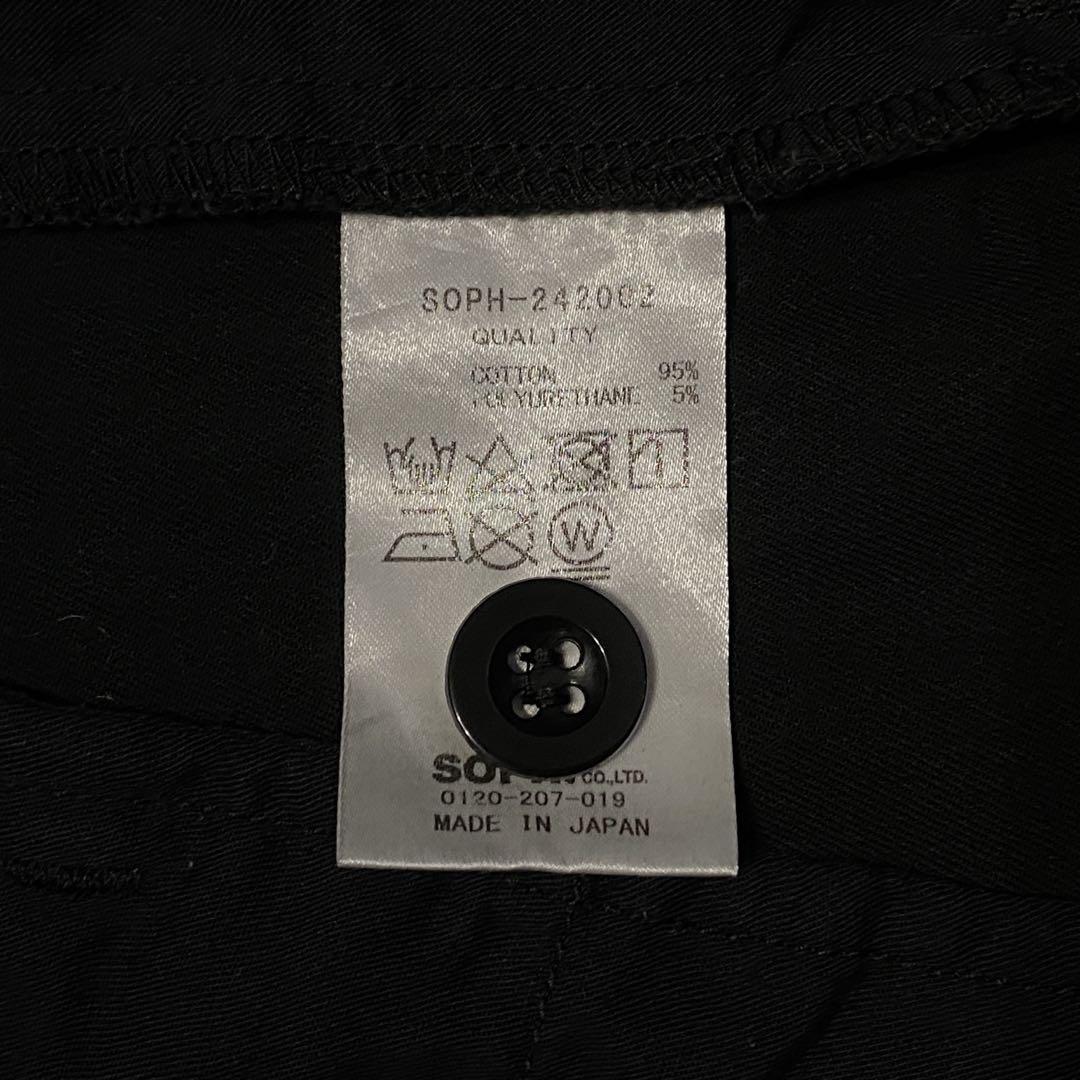 SOPH-242002
QUALITY
COTTON 95%
POLYURETHANE 5%
W
CO.,LTD.
0120-207-019
MADE IN JAPAN